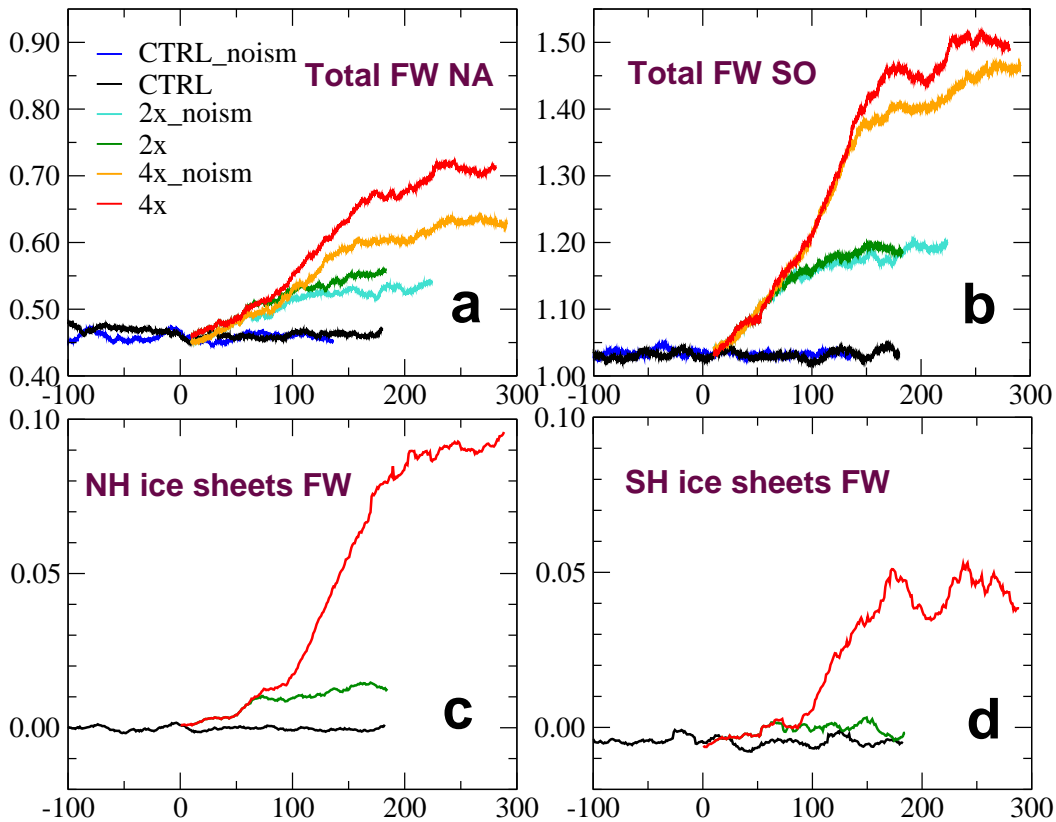 0.90
0.80
0.70
0.60
0.50
0.40
CTRL_noism
CTRL
2x_noism
2x
4x_noism
4x
Total FW NA
a
-100 0 100 200 300
1.50
1.40
1.30
1.20
1.10
1.00
Total FW SO
b
-100 0 100 200 300
0.10
0.05
0.00
NH ice sheets FW
c
-100 0 100 200 300
0.10
0.05
0.00
SH ice sheets FW
d
-100 0 100 200 300